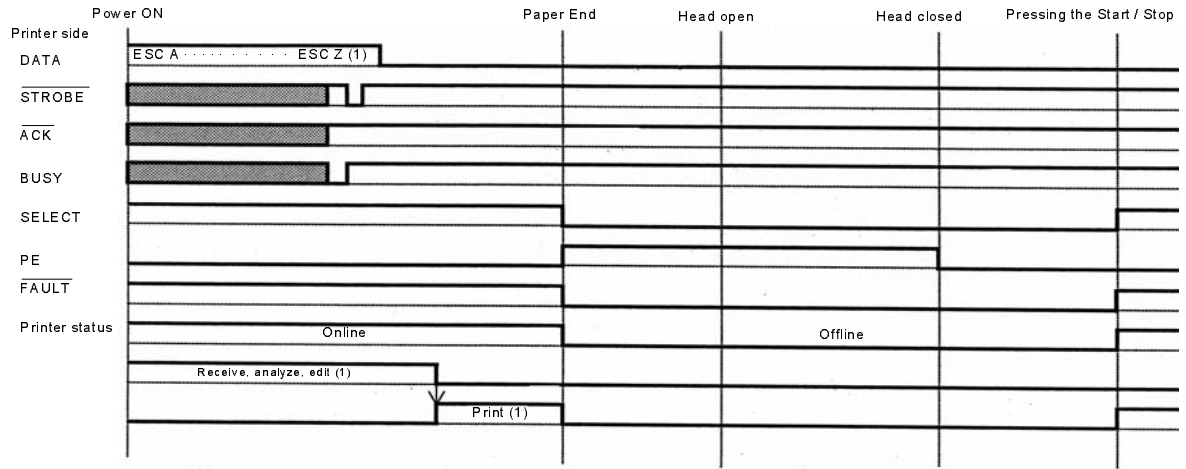 Power ON Paper End Head open Head closed Pressing the Start / Stop
Printer side
DATA ESC A · · · · · · · · · · · ESC Z (1)
STROBE
ACK
BUSY
SELECT
PE
FAULT
Printer status Online Offline
Receive, analyze, edit (1)
Print (1)